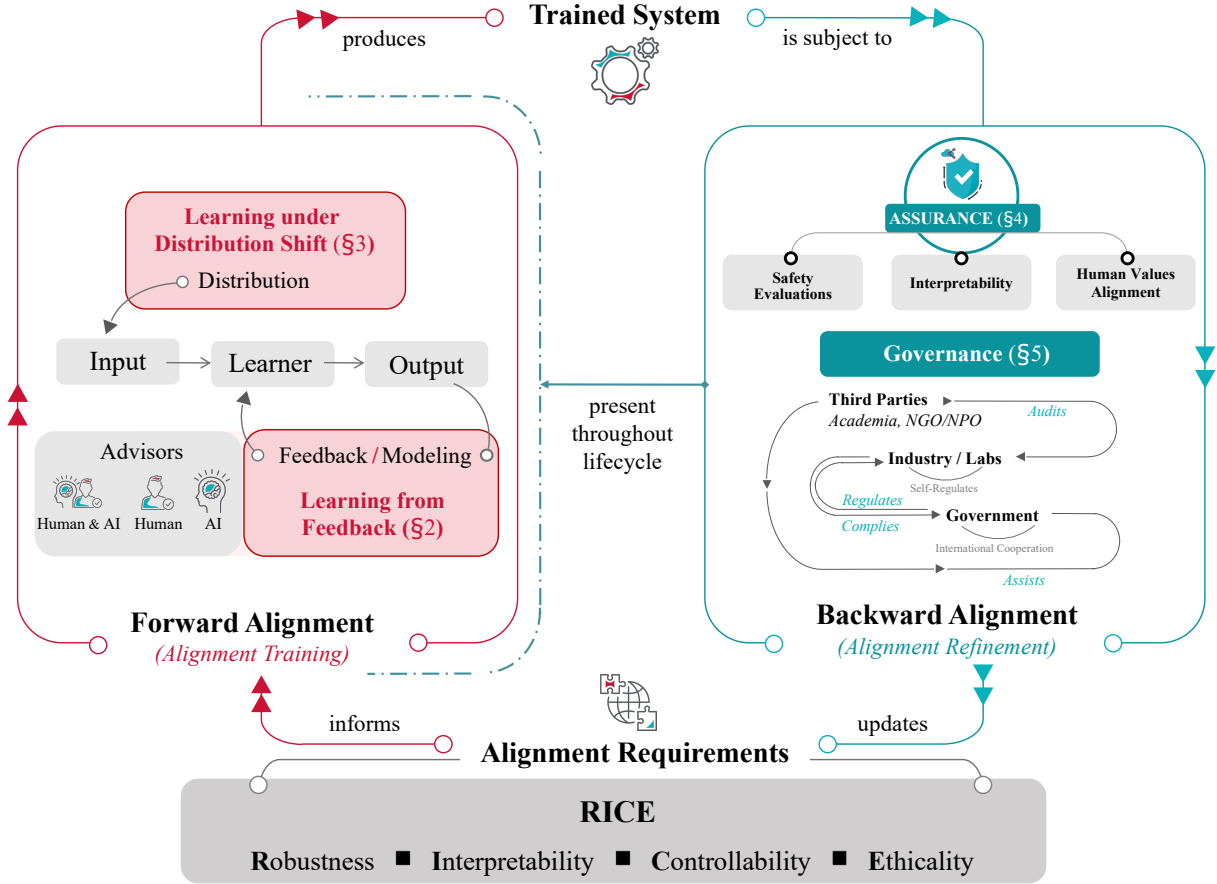 Trained System
produces
is subject to
Learning under
Distribution Shift (§3)
Distribution
Input
Learner
Output
Advisors
Human & AI
Human
AI
Feedback / Modeling
Learning from
Feedback (§2)
Forward Alignment
(Alignment Training)
present
throughout
lifecycle
ASSURANCE (§4)
Safety
Evaluations
Interpretability
Human Values
Alignment
Governance (§5)
Third Parties
Academia, NGO/NPO
Audits
Industry / Labs
Self-Regulates
Regulates
Complies
Government
International Cooperation
Assists
Backward Alignment
(Alignment Refinement)
informs
updates
Alignment Requirements
RICE
Robustness ■ Interpretability ■ Controllability ■ Ethicality